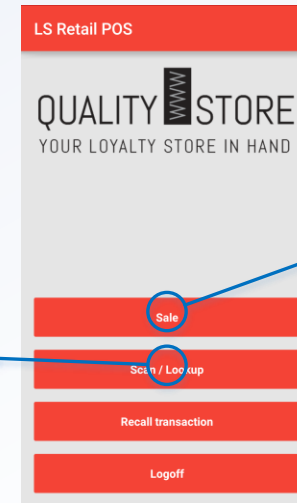 LS Retail POS
QUALITY STORE
YOUR LOYALTY STORE IN HAND
Sale
Scan / Lookup
Recall transaction
Logoff